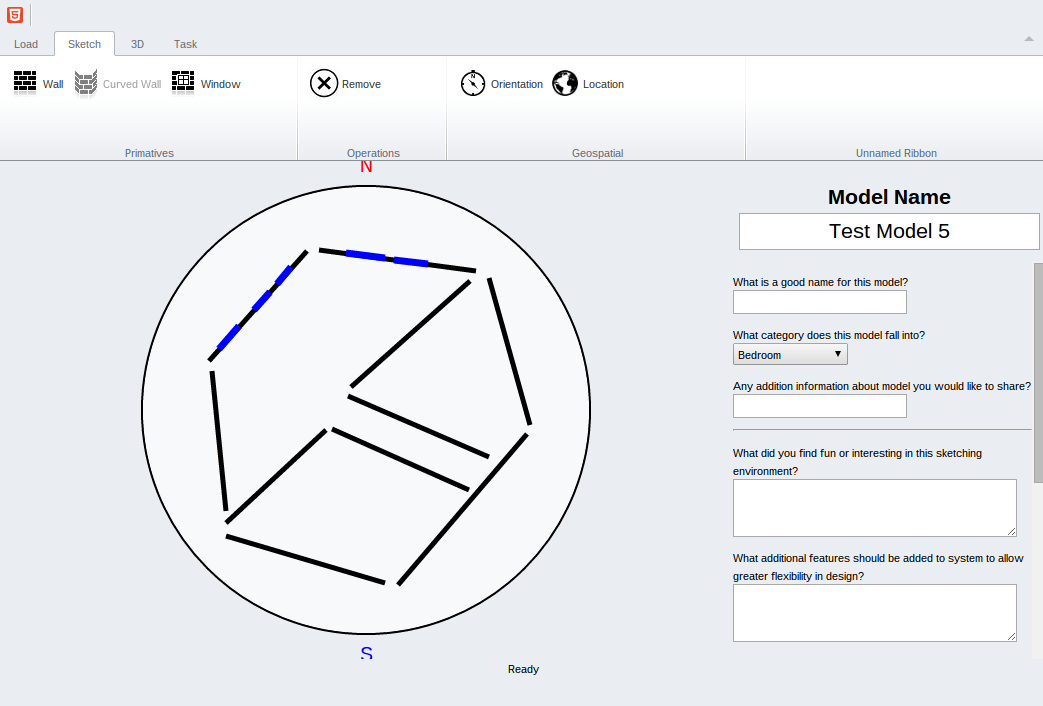 Load Sketch 3D Task
Wall Curved Wall Window Remove Orientation Location
Primatives Operations Geospatial Unnamed Ribbon
N
Model Name
Test Model 5
What is a good name for this model?
What category does this model fall into?
Bedroom
Any addition information about model you would like to share?
What did you find fun or interesting in this sketching
environment?
What additional features should be added to system to allow
greater flexibility in design?
S
Ready